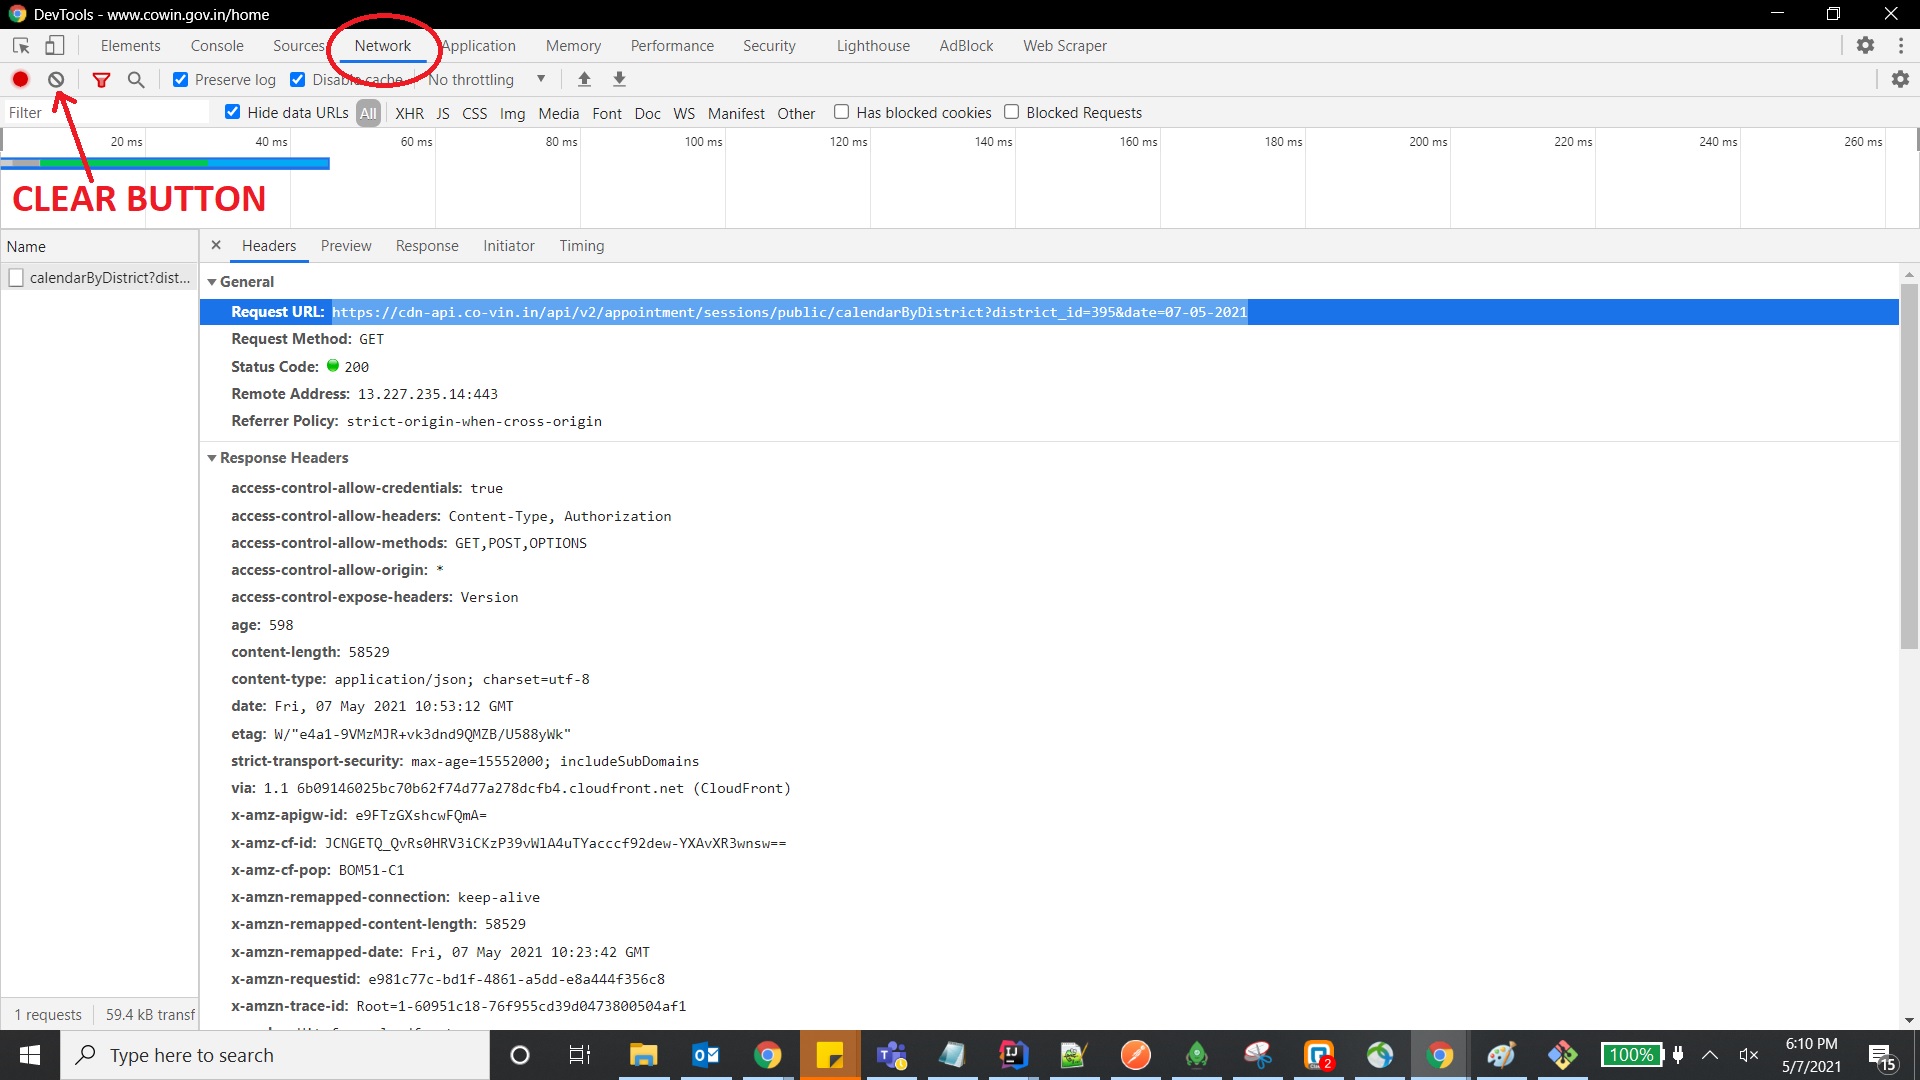 DevTools - www.cowin.gov.in/home
Elements Console Sources Network Application Memory Performance Security Lighthouse AdBlock Web Scraper
Preserve log Disable cache No throttling
Filter Hide data URLs All XHR JS CSS Img Media Font Doc WS Manifest Other Has blocked cookies Blocked Requests
20 ms 40 ms 60 ms 80 ms 100 ms 120 ms 140 ms 160 ms 180 ms 200 ms 220 ms 240 ms 260 ms
CLEAR BUTTON
Name Headers Preview Response Initiator Timing
calendarByDistrict?dist...
General
Request URL: https://cdn-api.co-vin.in/api/v2/appointment/sessions/public/calendarByDistrict?district_id=395&date=07-05-2021
Request Method: GET
Status Code: 200
Remote Address: 13.227.235.14:443
Referrer Policy: strict-origin-when-cross-origin
Response Headers
access-control-allow-credentials: true
access-control-allow-headers: Content-Type, Authorization
access-control-allow-methods: GET,POST,OPTIONS
access-control-allow-origin: *
access-control-expose-headers: Version
age: 598
content-length: 58529
content-type: application/json; charset=utf-8
date: Fri, 07 May 2021 10:53:12 GMT
etag: W/"e4a1-9VMzMJR+vk3dnd9QMZB/U588yWk"
strict-transport-security: max-age=15552000; includeSubDomains
via: 1.1 6b09146025bc70b62f74d77a278dcfb4.cloudfront.net (CloudFront)
x-amz-apigw-id: e9FTzGXshcwFQmA=
x-amz-cf-id: JCNGETQ_QvRs0HRV3iCKzP39vWlA4uTYacccf92dew-YXAvXR3wnsw==
x-amz-cf-pop: BOM51-C1
x-amzn-remapped-connection: keep-alive
x-amzn-remapped-content-length: 58529
x-amzn-remapped-date: Fri, 07 May 2021 10:23:42 GMT
x-amzn-requestid: e981c77c-bd1f-4861-a5dd-e8a444f356c8
x-amzn-trace-id: Root=1-60951c18-76f955cd39d0473800504af1
1 requests 59.4 kB transf
Type here to search
2
100%
6:10 PM
5/7/2021
15